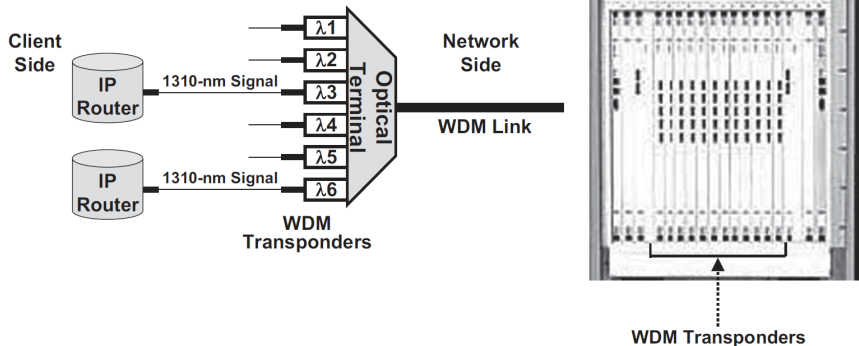 Client
Side
IP
Router
1310-nm Signal
IP
Router
1310-nm Signal
λ1
λ2
λ3
λ4
λ5
λ6
Optical
Terminal
WDM
Transponders
Network
Side
WDM Link
WDM Transponders